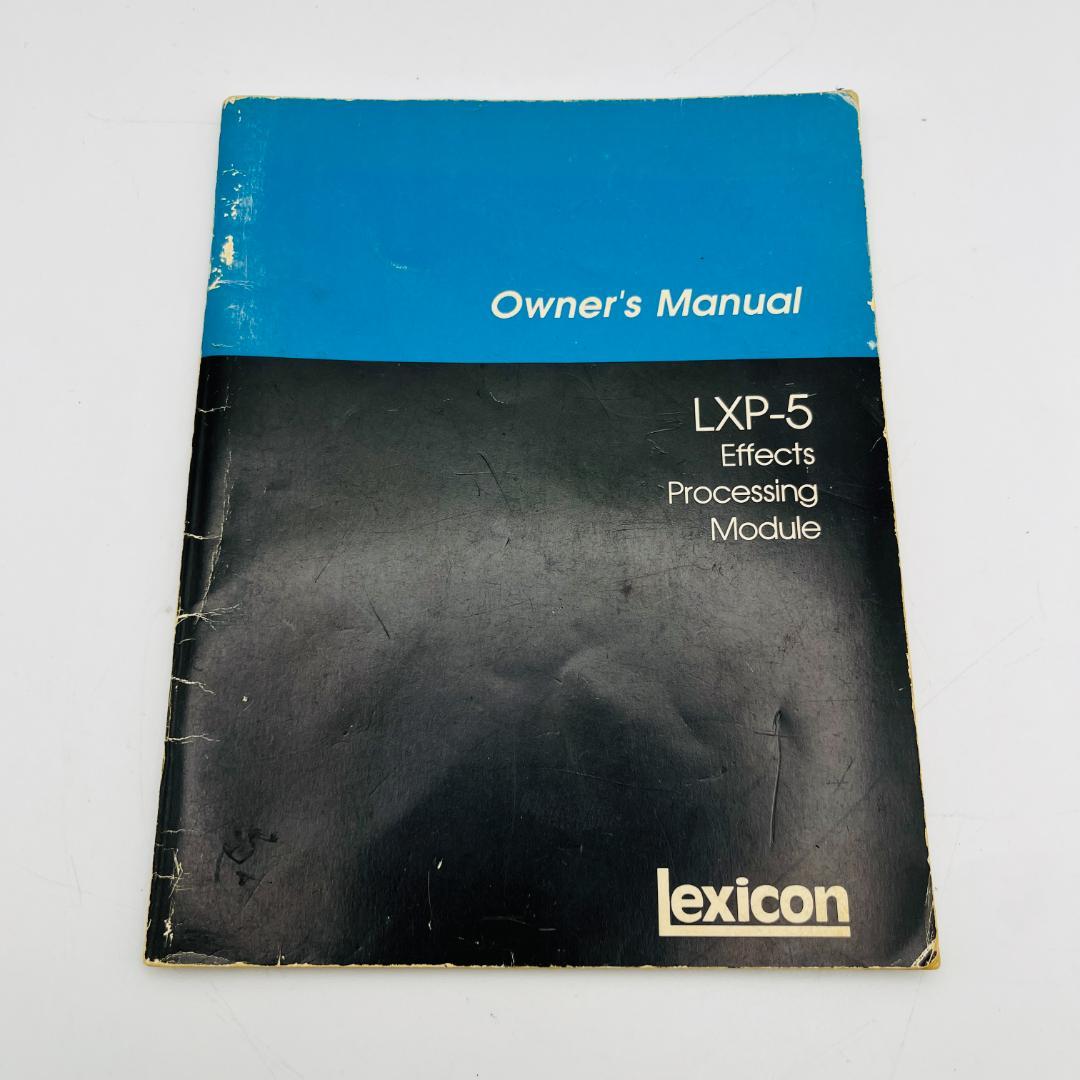 Owner's Manual
LXP-5
Effects
Processing
Module
Lexicon